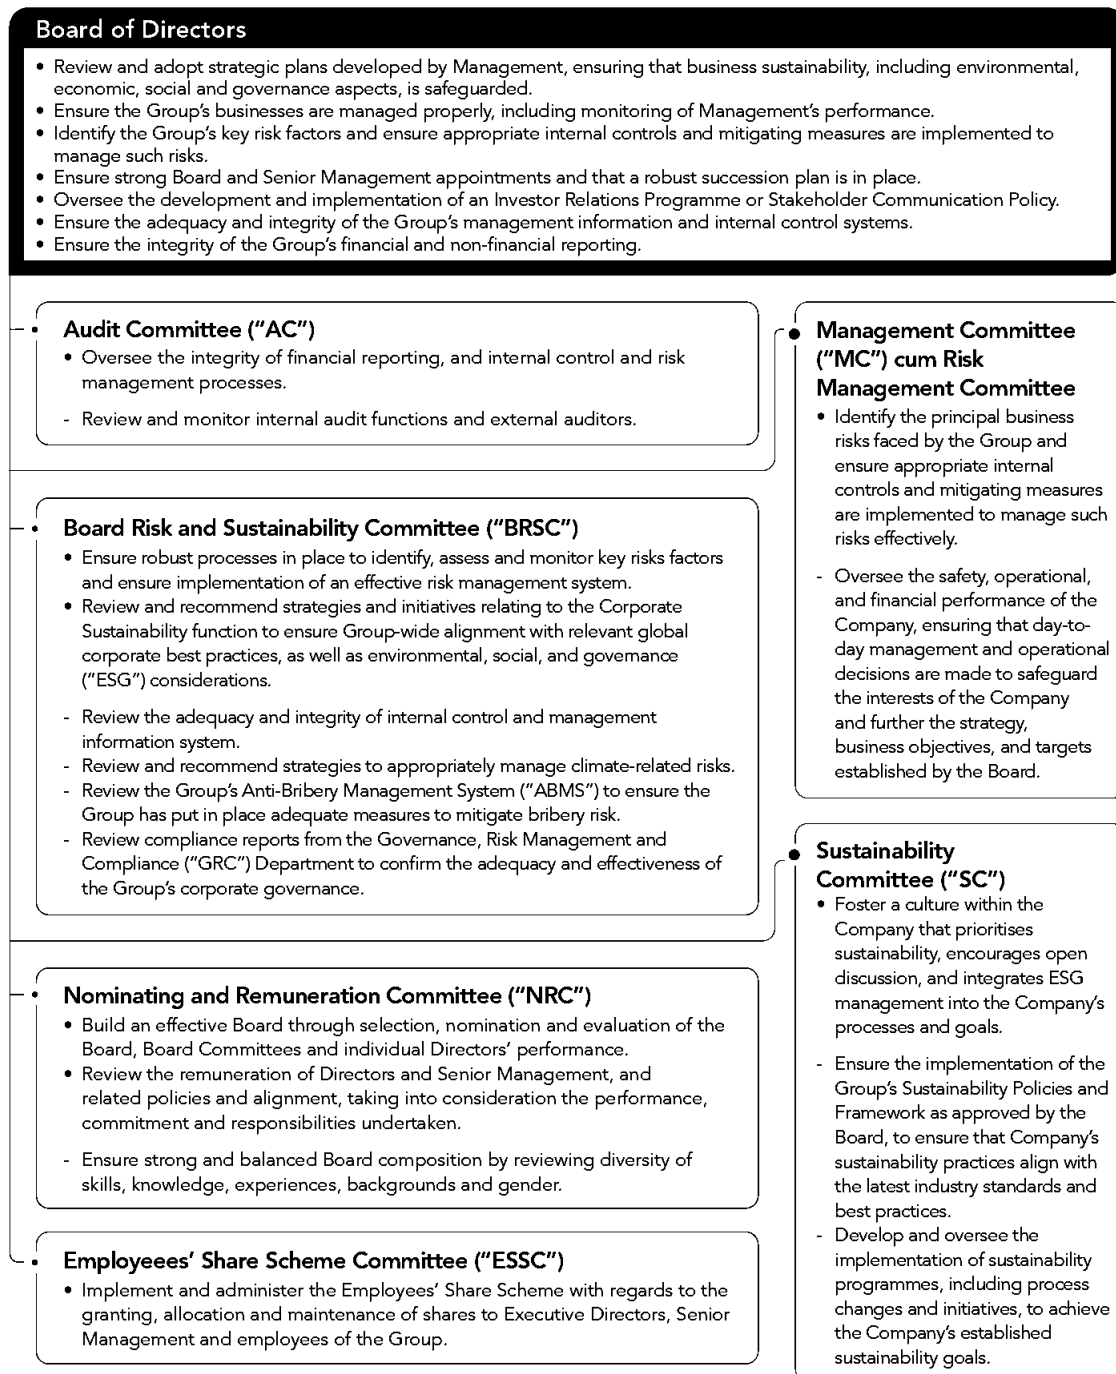 Board of Directors
• Review and adopt strategic plans developed by Management, ensuring that business sustainability, including environmental,
economic, social and governance aspects, is safeguarded.
• Ensure the Group's businesses are managed properly, including monitoring of Management's performance.
• Identify the Group's key risk factors and ensure appropriate internal controls and mitigating measures are implemented to
manage such risks.
• Ensure strong Board and Senior Management appointments and that a robust succession plan is in place.
• Oversee the development and implementation of an Investor Relations Programme or Stakeholder Communication Policy.
• Ensure the adequacy and integrity of the Group's management information and internal control systems.
• Ensure the integrity of the Group's financial and non-financial reporting.
Audit Committee ("AC")
• Oversee the integrity of financial reporting, and internal control and risk
management processes.
- Review and monitor internal audit functions and external auditors.
Board Risk and Sustainability Committee ("BRSC")
• Ensure robust processes in place to identify, assess and monitor key risks factors
and ensure implementation of an effective risk management system.
• Review and recommend strategies and initiatives relating to the Corporate
Sustainability function to ensure Group-wide alignment with relevant global
corporate best practices, as well as environmental, social, and governance
("ESG") considerations.
- Review the adequacy and integrity of internal control and management
information system.
- Review and recommend strategies to appropriately manage climate-related risks.
- Review the Group's Anti-Bribery Management System ("ABMS") to ensure the
Group has put in place adequate measures to mitigate bribery risk.
- Review compliance reports from the Governance, Risk Management and
Compliance ("GRC") Department to confirm the adequacy and effectiveness of
the Group's corporate governance.
Nominating and Remuneration Committee ("NRC")
• Build an effective Board through selection, nomination and evaluation of the
Board, Board Committees and individual Directors' performance.
• Review the remuneration of Directors and Senior Management, and
related policies and alignment, taking into consideration the performance,
commitment and responsibilities undertaken.
- Ensure strong and balanced Board composition by reviewing diversity of
skills, knowledge, experiences, backgrounds and gender.
Employeees' Share Scheme Committee ("ESSC")
• Implement and administer the Employees' Share Scheme with regards to the
granting, allocation and maintenance of shares to Executive Directors, Senior
Management and employees of the Group.
Management Committee
("MC") cum Risk
Management Committee
• Identify the principal business
risks faced by the Group and
ensure appropriate internal
controls and mitigating measures
are implemented to manage such
risks effectively.
- Oversee the safety, operational,
and financial performance of the
Company, ensuring that day-to-
day management and operational
decisions are made to safeguard
the interests of the Company
and further the strategy,
business objectives, and targets
established by the Board.
Sustainability
Committee ("SC")
• Foster a culture within the
Company that prioritises
sustainability, encourages open
discussion, and integrates ESG
management into the Company's
processes and goals.
- Ensure the implementation of the
Group's Sustainability Policies and
Framework as approved by the
Board, to ensure that Company's
sustainability practices align with
the latest industry standards and
best practices.
- Develop and oversee the
implementation of sustainability
programmes, including process
changes and initiatives, to achieve
the Company's established
sustainability goals.